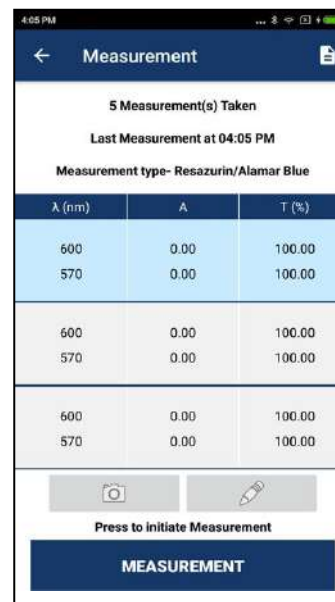 4:05 PM
Measurement
5 Measurement(s) Taken
Last Measurement at 04:05 PM
Measurement type- Resazurin/Alamar Blue
λ (nm) A T (%)
600 0.00 100.00
570 0.00 100.00
600 0.00 100.00
570 0.00 100.00
600 0.00 100.00
570 0.00 100.00
Press to initiate Measurement
MEASUREMENT